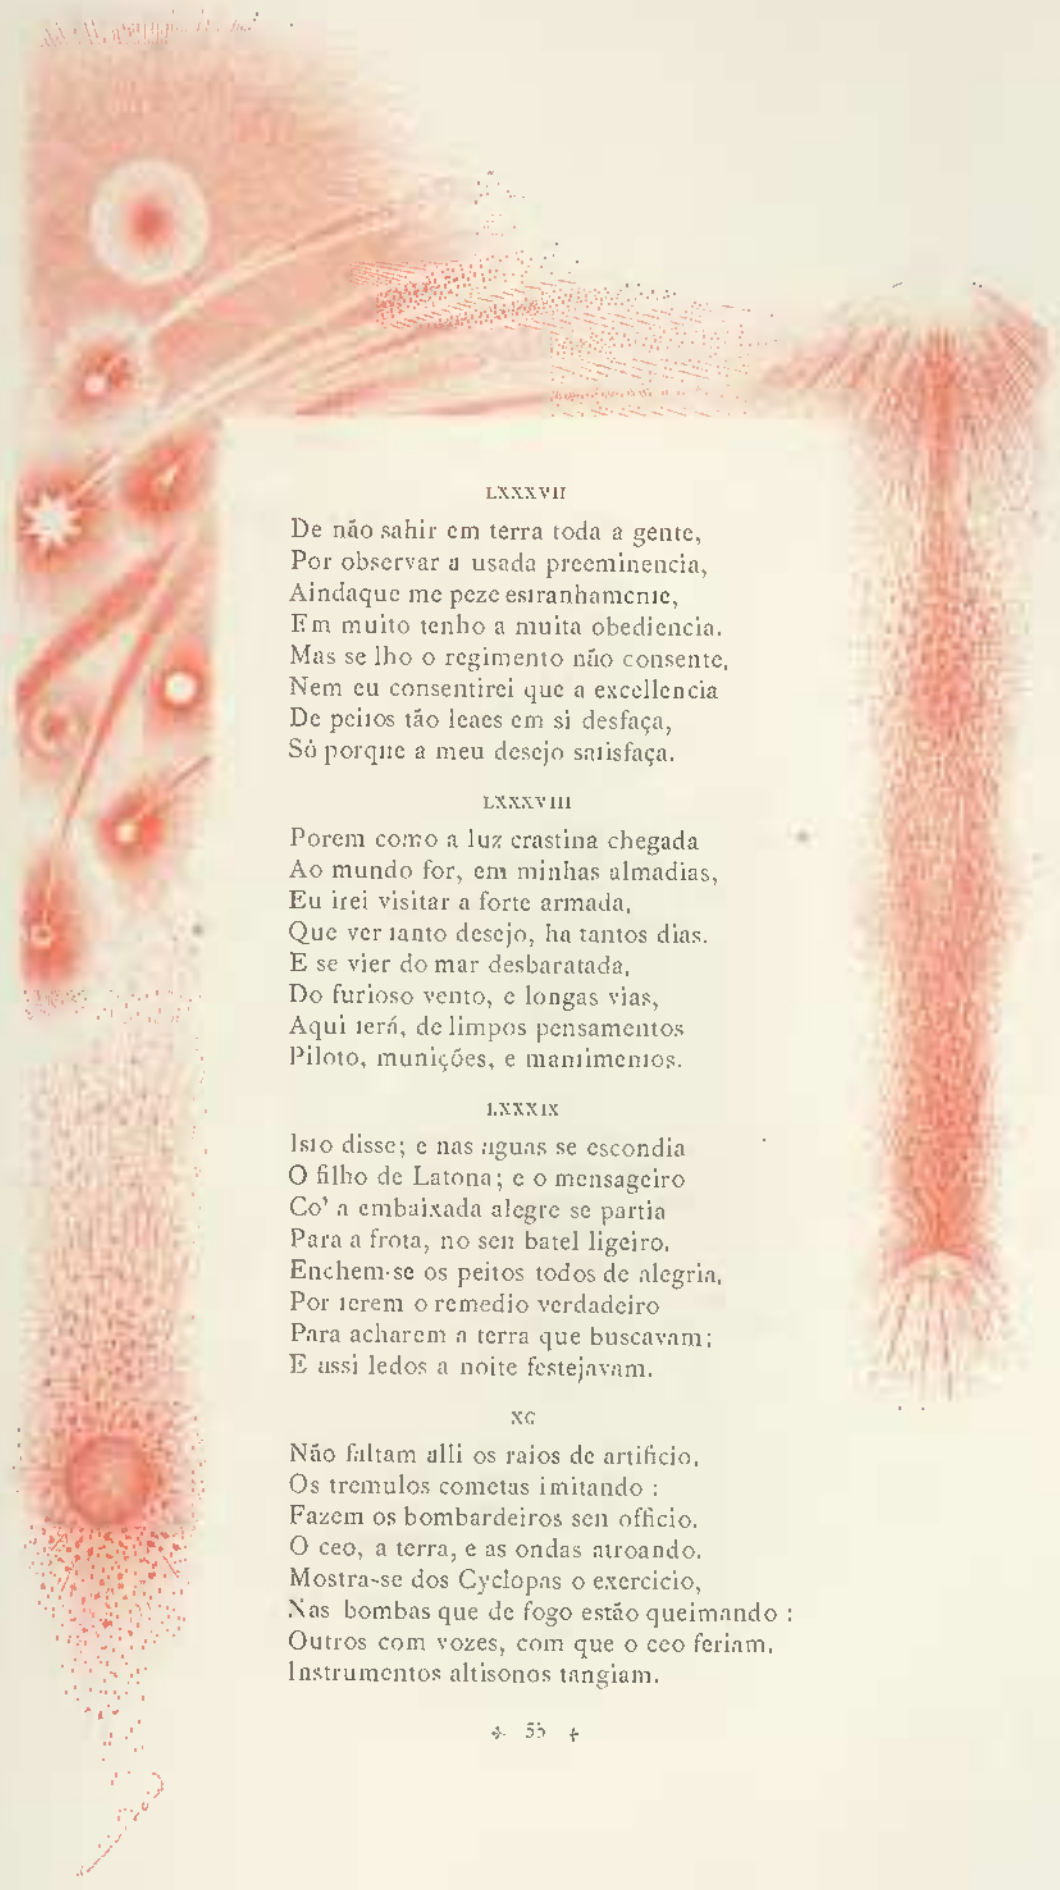 LXXXVII
De não sahir em terra toda a gente,
Por observar a usada preeminencia,
Aindaque me peze estranhamente,
Em muito tenho a muita obediencia.
Mas se lho o regimento não consente,
Nem eu consentirei que a excellencia
De peitos tão leaes em si desfaça,
Só porque a meu desejo satisfaça.
LXXXVIII
Porem como a luz crastina chegada
Ao mundo for, em minhas almadias,
Eu irei visitar a forte armada,
Que ver tanto desejo, ha tantos dias.
E se vier do mar desbaratada,
Do furioso vento, e longas vias,
Aqui terá, de limpos pensamentos
Piloto, munições, e mantimentos.
LXXXIX
Isto disse; e nas aguas se escondia
O filho de Latona; e o mensageiro
Co' a embaixada alegre se partia
Para a frota, no seu batel ligeiro.
Enchem-se os peitos todos de alegria,
Por terem o remedio verdadeiro
Para acharem a terra que buscavam;
E assi ledos a noite festejavam.
XC
Não faltam alli os raios de artificio,
Os tremulos cometas imitando :
Fazem os bombardeiros seu officio,
O ceo, a terra, e as ondas atroando.
Mostra-se dos Cyclopas o exercicio,
Nas bombas que de fogo estão queimando :
Outros com vozes, com que o ceo feriam,
Instrumentos altisonos tangiam.
55